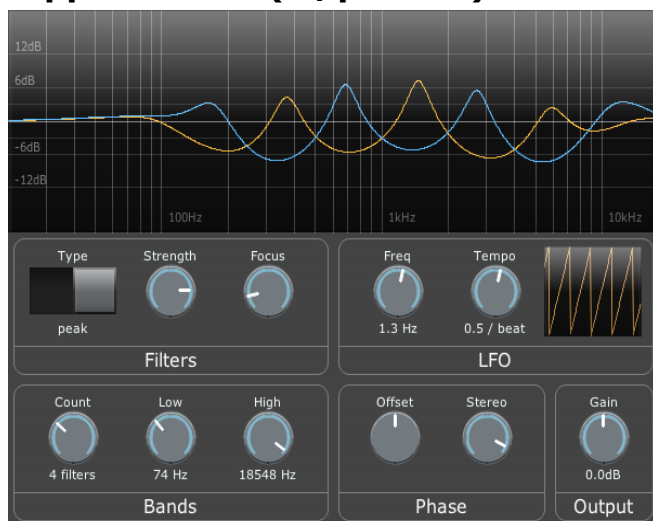 12dB
6dB
-6dB
-12dB
100Hz 1kHz 10kHz
Type Strength Focus Freq Tempo
peak 1.3 Hz 0.5 / beat
Filters LFO
Count Low High Offset Stereo Gain
4 filters 74 Hz 18548 Hz 0.0dB
Bands Phase Output